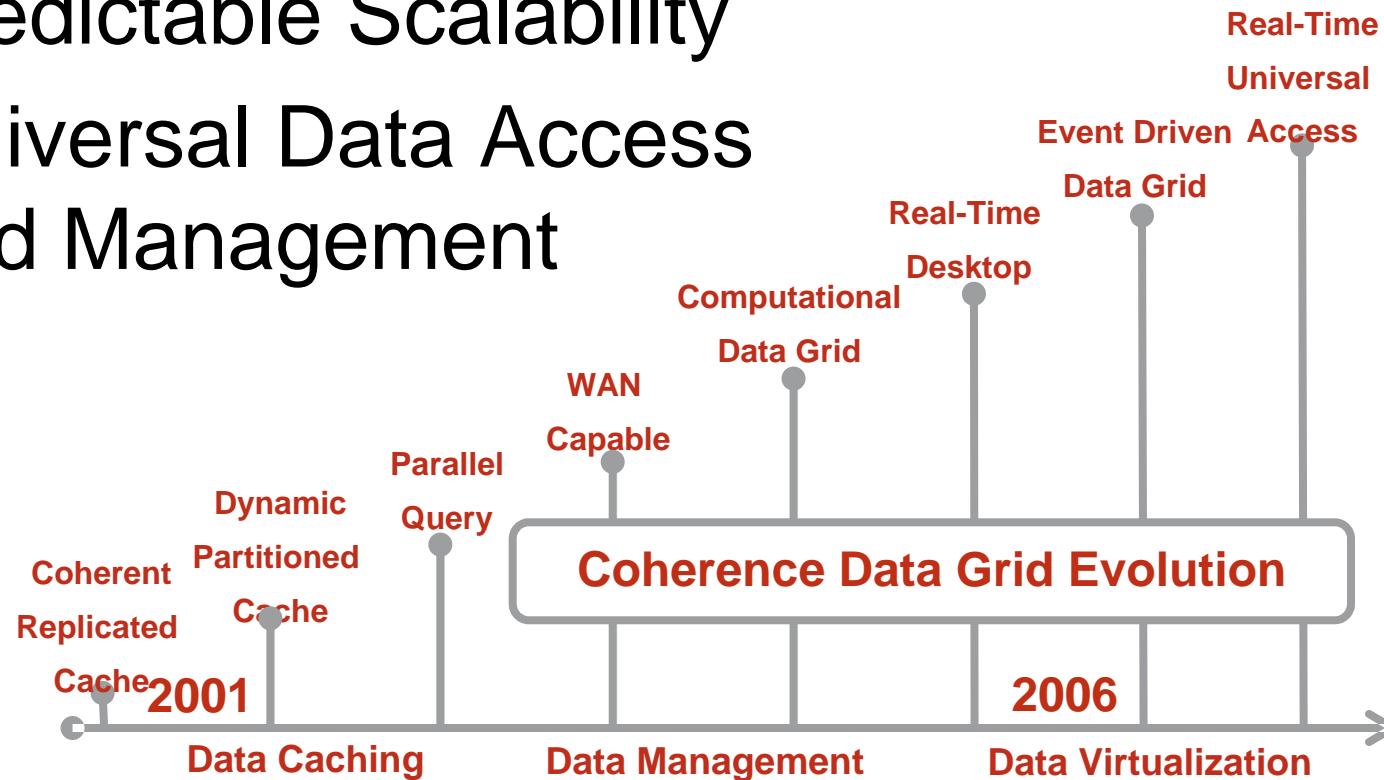 edictable Scalability
iversal Data Access
d Management
Real-Time
Universal
Access
Event Driven
Data Grid
Real-Time
Desktop
Computational
Data Grid
WAN
Capable
Parallel
Query
Dynamic
Partitioned
Cache
Coherent
Replicated
Cache
Coherence Data Grid Evolution
2001
2006
Data Caching
Data Management
Data Virtualization